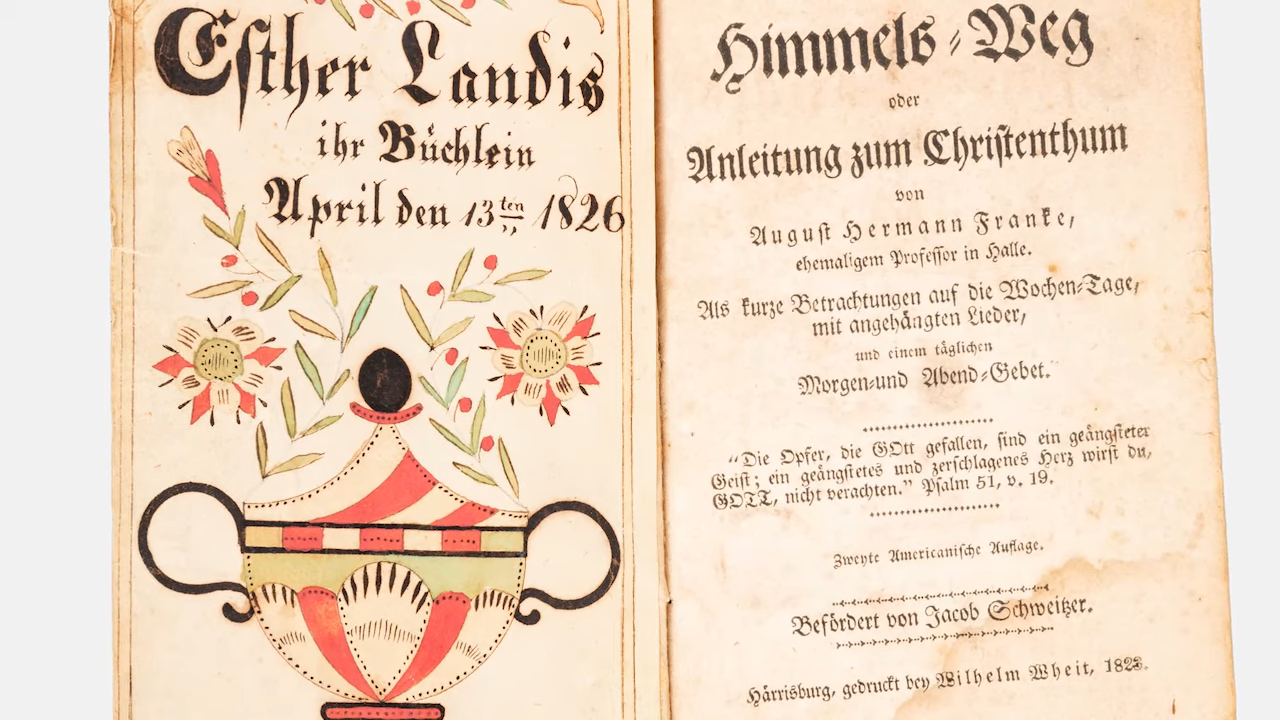 Esther Landis
ihr Büchlein
April den 13ten 1826
Himmels-Weg
oder
Anleitung zum Christenthum
von
August Hermann Franke,
ehemaligem Professor in Halle.
Als kurze Betrachtungen auf die Wochen-Tage,
mit angehängten Lieder,
und einem täglichen
Morgen-und Abend-Gebet.
"Die Opfer, die GOtt gefallen, sind ein geängsteter
Geist; ein geängstetes und zerschlagenes Herz wirst du,
GOTT, nicht verachten." Psalm 51, v. 19.
Zweyte Americanische Auflage.
Befördert von Jacob Schweitzer.
Härrisburg, gedruckt bey Wilhelm Wheit, 1823.